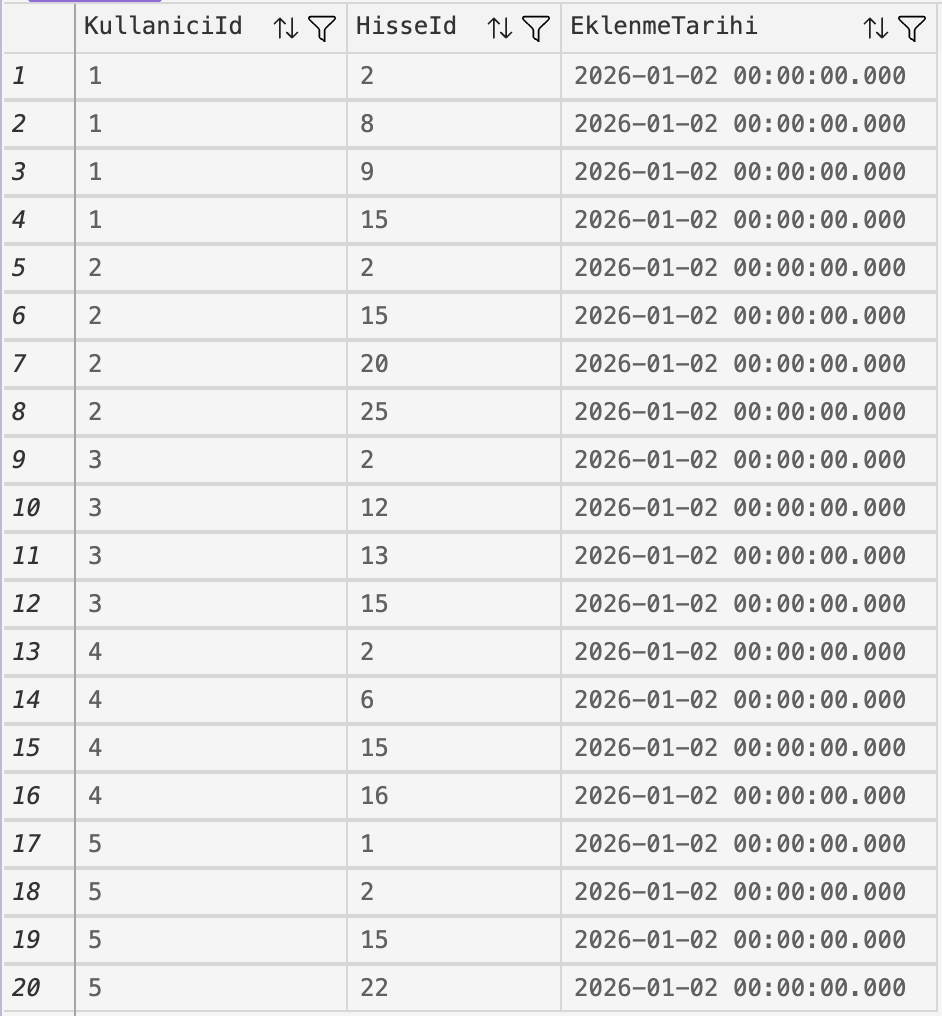 KullaniciId HisseId EklenmeTarihi
1 1 2 2026-01-02 00:00:00.000
2 1 8 2026-01-02 00:00:00.000
3 1 9 2026-01-02 00:00:00.000
4 1 15 2026-01-02 00:00:00.000
5 2 2 2026-01-02 00:00:00.000
6 2 15 2026-01-02 00:00:00.000
7 2 20 2026-01-02 00:00:00.000
8 2 25 2026-01-02 00:00:00.000
9 3 2 2026-01-02 00:00:00.000
10 3 12 2026-01-02 00:00:00.000
11 3 13 2026-01-02 00:00:00.000
12 3 15 2026-01-02 00:00:00.000
13 4 2 2026-01-02 00:00:00.000
14 4 6 2026-01-02 00:00:00.000
15 4 15 2026-01-02 00:00:00.000
16 4 16 2026-01-02 00:00:00.000
17 5 1 2026-01-02 00:00:00.000
18 5 2 2026-01-02 00:00:00.000
19 5 15 2026-01-02 00:00:00.000
20 5 22 2026-01-02 00:00:00.000